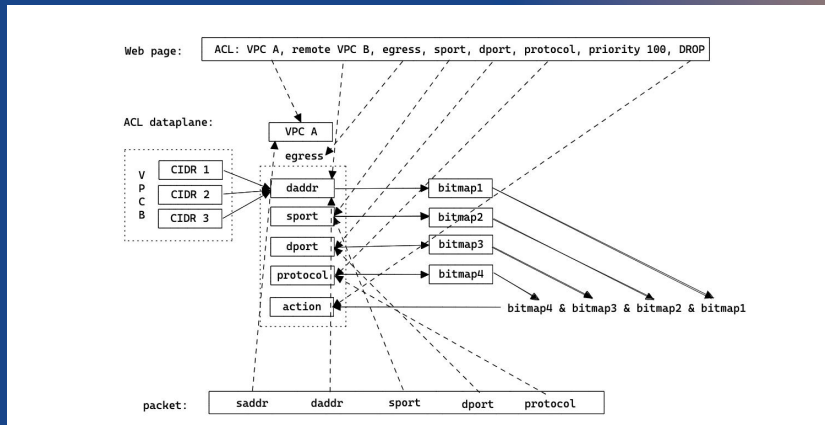 Web page:
ACL: VPC A, remote VPC B, egress, sport, dport, protocol, priority 100, DROP
ACL dataplane:
VPC A
egress
V
P
C
B
CIDR 1
CIDR 2
CIDR 3
daddr
sport
dport
protocol
action
bitmap1
bitmap2
bitmap3
bitmap4
bitmap4 & bitmap3 & bitmap2 & bitmap1
packet:
saddr daddr sport dport protocol